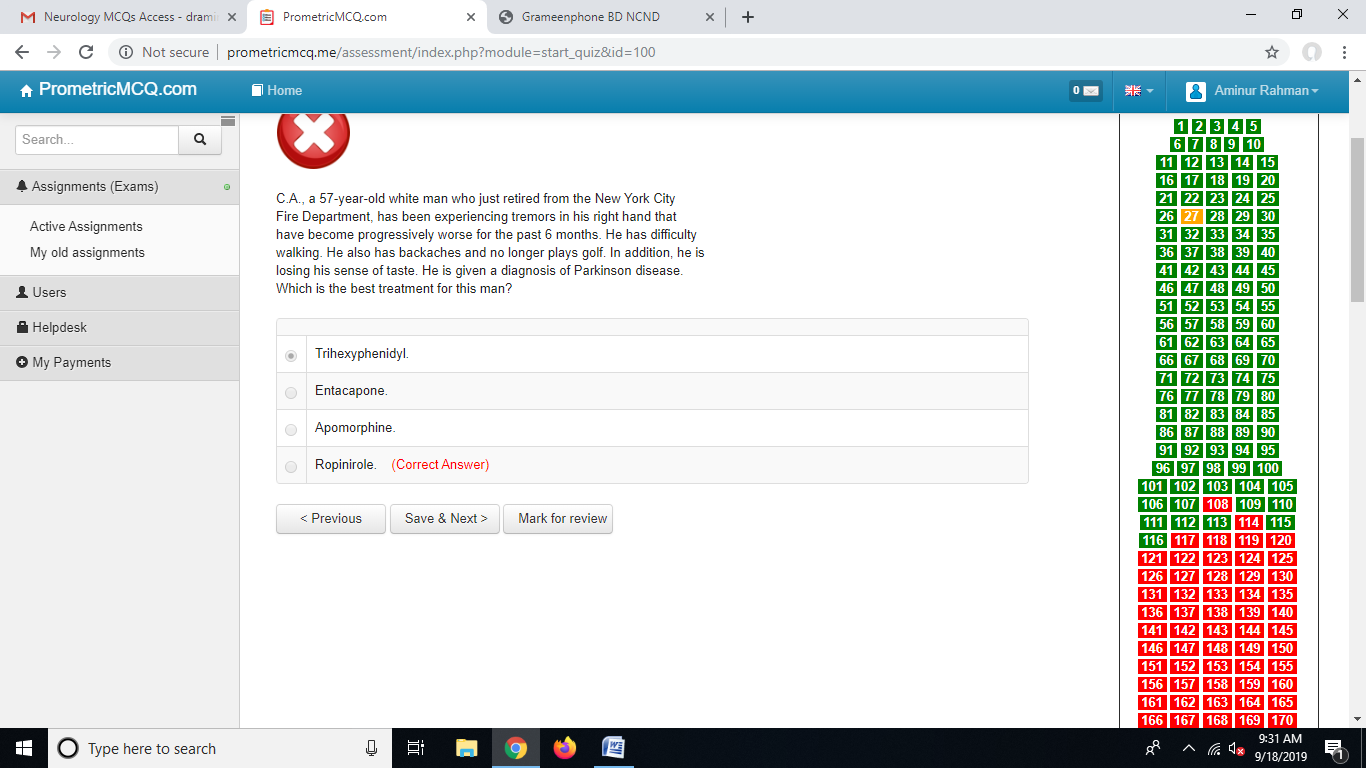 Neurology MCQs Access - drami
PrometricMCQ.com
Grameenphone BD NCND
Not secure | prometricmcq.me/assessment/index.php?module=start_quiz&id=100
PrometricMCQ.com
Home
0
Aminur Rahman
Search...
Assignments (Exams)
Active Assignments
My old assignments
Users
Helpdesk
My Payments
C.A., a 57-year-old white man who just retired from the New York City
Fire Department, has been experiencing tremors in his right hand that
have become progressively worse for the past 6 months. He has difficulty
walking. He also has backaches and no longer plays golf. In addition, he is
losing his sense of taste. He is given a diagnosis of Parkinson disease.
Which is the best treatment for this man?
Trihexyphenidyl.
Entacapone.
Apomorphine.
Ropinirole. (Correct Answer)
< Previous
Save & Next >
Mark for review
1 2 3 4 5
6 7 8 9 10
11 12 13 14 15
16 17 18 19 20
21 22 23 24 25
26 27 28 29 30
31 32 33 34 35
36 37 38 39 40
41 42 43 44 45
46 47 48 49 50
51 52 53 54 55
56 57 58 59 60
61 62 63 64 65
66 67 68 69 70
71 72 73 74 75
76 77 78 79 80
81 82 83 84 85
86 87 88 89 90
91 92 93 94 95
96 97 98 99 100
101 102 103 104 105
106 107 108 109 110
111 112 113 114 115
116 117 118 119 120
121 122 123 124 125
126 127 128 129 130
131 132 133 134 135
136 137 138 139 140
141 142 143 144 145
146 147 148 149 150
151 152 153 154 155
156 157 158 159 160
161 162 163 164 165
166 167 168 169 170
Type here to search
9:31 AM
9/18/2019
1